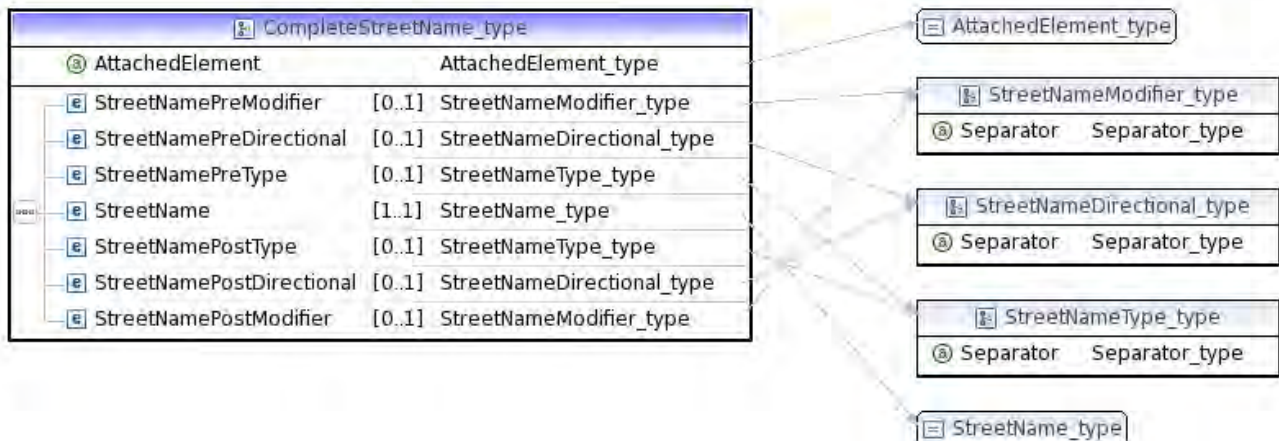 CompleteStreetName_type
AttachedElement AttachedElement_type
StreetNamePreModifier [0..1] StreetNameModifier_type
StreetNamePreDirectional [0..1] StreetNameDirectional_type
StreetNamePreType [0..1] StreetNameType_type
StreetName [1..1] StreetName_type
StreetNamePostType [0..1] StreetNameType_type
StreetNamePostDirectional [0..1] StreetNameDirectional_type
StreetNamePostModifier [0..1] StreetNameModifier_type
AttachedElement_type
StreetNameModifier_type
Separator Separator_type
StreetNameDirectional_type
Separator Separator_type
StreetNameType_type
Separator Separator_type
StreetName_type